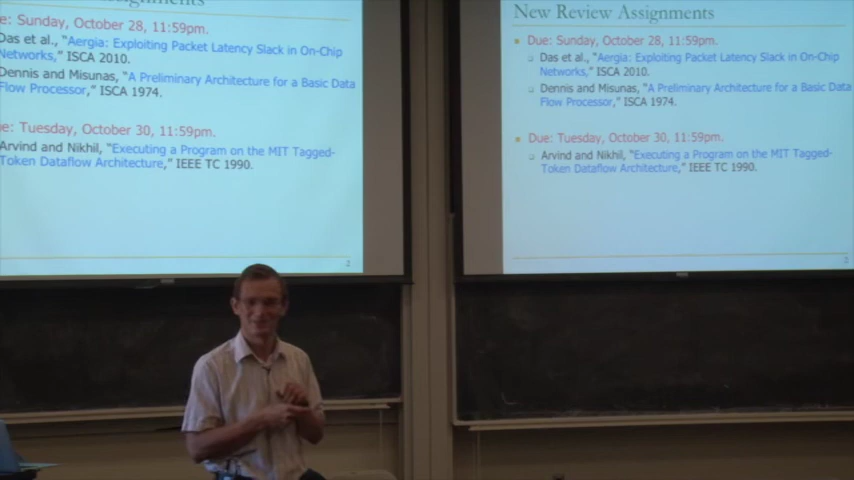 e: Sunday, October 28, 11:59pm.
Das et al., "Aergia: Exploiting Packet Latency Slack in On-Chip
Networks," ISCA 2010.
Dennis and Misunas, "A Preliminary Architecture for a Basic Data
Flow Processor," ISCA 1974.
e: Tuesday, October 30, 11:59pm.
Arvind and Nikhil, "Executing a Program on the MIT Tagged-
Token Dataflow Architecture," IEEE TC 1990.
2
New Review Assignments
Due: Sunday, October 28, 11:59pm.
Das et al., "Aergia: Exploiting Packet Latency Slack in On-Chip
Networks," ISCA 2010.
Dennis and Misunas, "A Preliminary Architecture for a Basic Data
Flow Processor," ISCA 1974.
Due: Tuesday, October 30, 11:59pm.
Arvind and Nikhil, "Executing a Program on the MIT Tagged-
Token Dataflow Architecture," IEEE TC 1990.
2